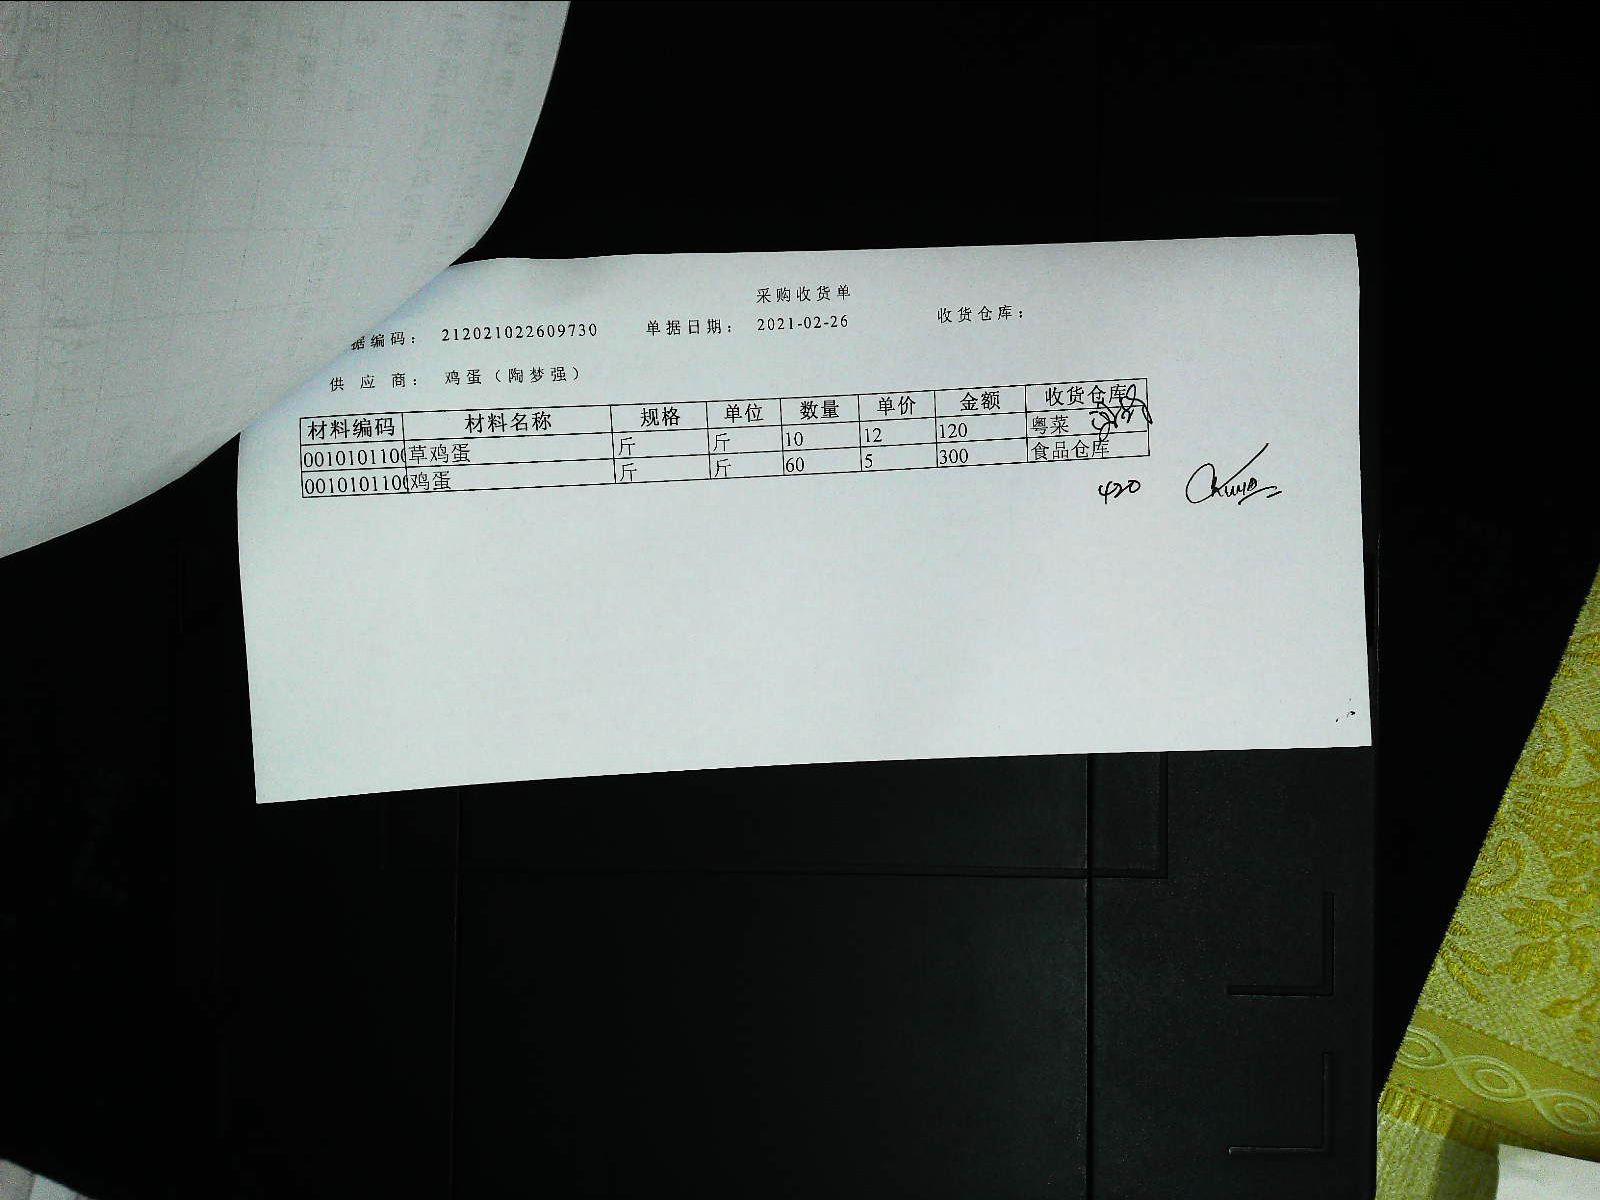 采购收货单
据编码： 212021022609730 单据日期： 2021-02-26 收货仓库：
供应商： 鸡蛋（陶梦强）
材料编码 材料名称 规格 单位 数量 单价 金额 收货仓库
0010101100 草鸡蛋 斤 斤 10 12 120 粤菜
0010101100 鸡蛋 斤 斤 60 5 300 食品仓库
420